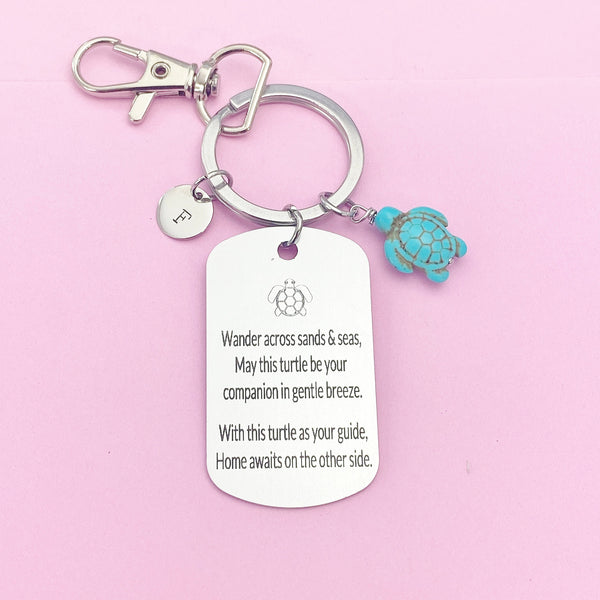 F
Wander across sands & seas,
May this turtle be your
companion in gentle breeze.
With this turtle as your guide,
Home awaits on the other side.